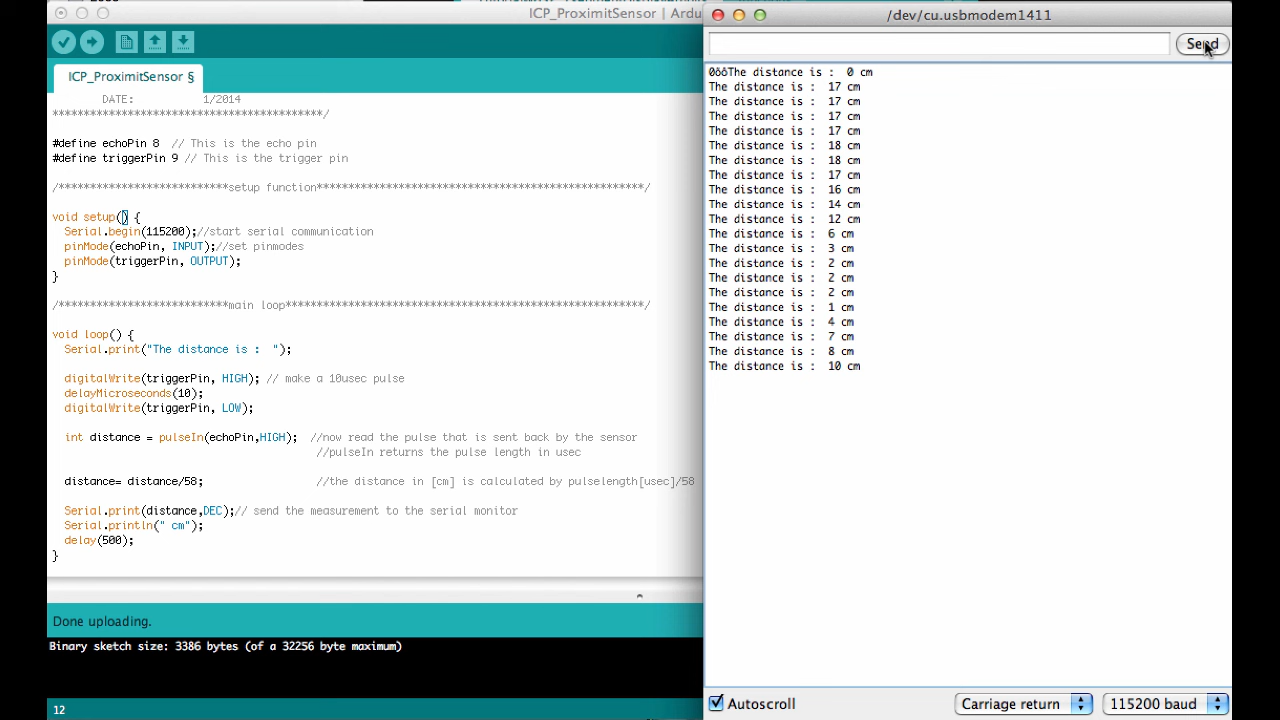 ICP_ProximitSensor | Ardu
ICP_ProximitSensor §
DATE: 1/2014
*******************************************/
#define echoPin 8 // This is the echo pin
#define triggerPin 9 // This is the trigger pin
/***************************setup function****************************************************/
void setup() {
Serial.begin(115200);//start serial communication
pinMode(echoPin, INPUT);//set pinmodes
pinMode(triggerPin, OUTPUT);
}
/***************************main loop*********************************************************/
void loop() {
Serial.print("The distance is :  ");
digitalWrite(triggerPin, HIGH); // make a 10usec pulse
delayMicroseconds(10);
digitalWrite(triggerPin, LOW);
int distance = pulseIn(echoPin,HIGH);  //now read the pulse that is sent back by the sensor
//pulseIn returns the pulse length in usec
distance= distance/58; //the distance in [cm] is calculated by pulselength[usec]/58
Serial.print(distance,DEC);// send the measurement to the serial monitor
Serial.println(" cm");
delay(500);
}
Done uploading.
Binary sketch size: 3386 bytes (of a 32256 byte maximum)
12
/dev/cu.usbmodem1411
Send
The distance is :  0 cm
The distance is :  17 cm
The distance is :  17 cm
The distance is :  17 cm
The distance is :  17 cm
The distance is :  18 cm
The distance is :  18 cm
The distance is :  17 cm
The distance is :  16 cm
The distance is :  14 cm
The distance is :  12 cm
The distance is :  6 cm
The distance is :  3 cm
The distance is :  2 cm
The distance is :  2 cm
The distance is :  2 cm
The distance is :  1 cm
The distance is :  4 cm
The distance is :  7 cm
The distance is :  8 cm
The distance is :  10 cm
Autoscroll
Carriage return
115200 baud